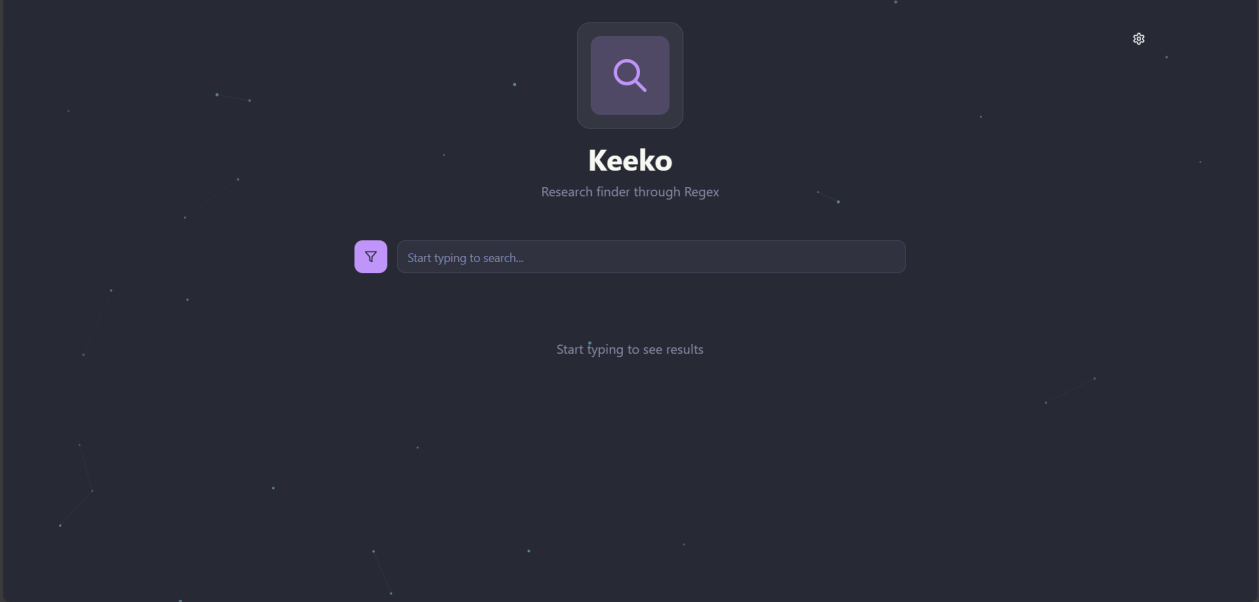 Keeko
Research finder through Regex
Start typing to search...
Start typing to see results